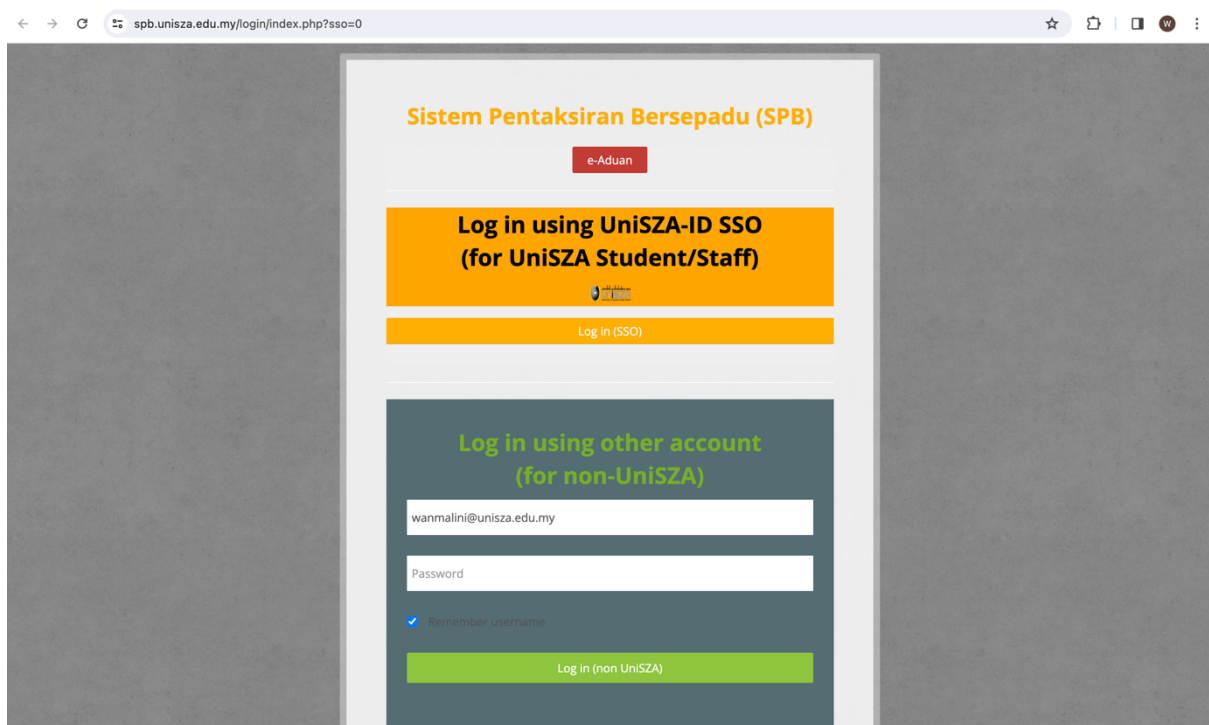 spb.unisza.edu.my/login/index.php?sso=0
W
Sistem Pentaksiran Bersepadu (SPB)
e-Aduan
Log in using UniSZA-ID SSO
(for UniSZA Student/Staff)
Log in (SSO)
Log in using other account
(for non-UniSZA)
wanmalini@unisza.edu.my
Password
Remember username
Log in (non UniSZA)